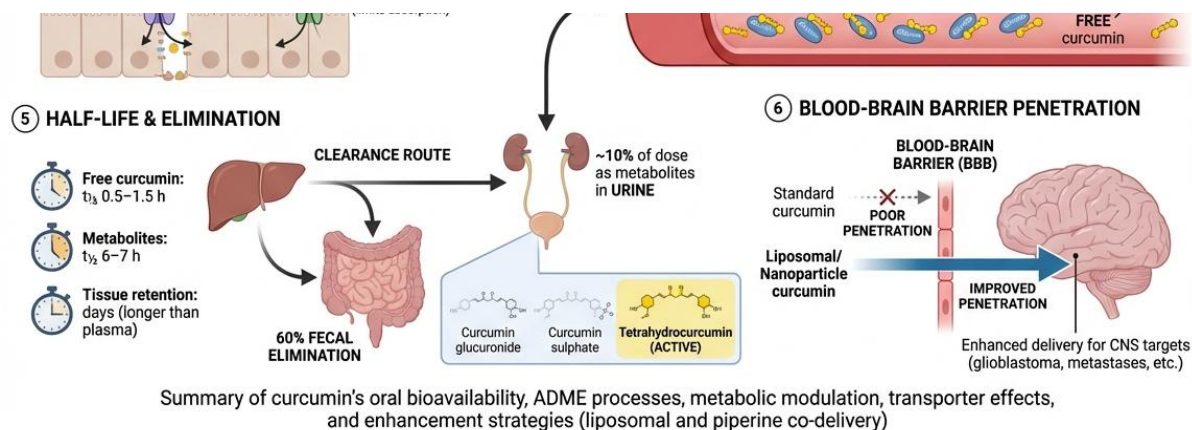 FREE
curcumin
5 HALF-LIFE & ELIMINATION
Free curcumin:
0.5–1.5 h
Metabolites:
t½ 6–7 h
Tissue retention:
days (longer than
plasma)
CLEARANCE ROUTE
60% FECAL
ELIMINATION
~10% of dose
as metabolites
in URINE
Curcumin
glucuronide
Curcumin
sulphate
Tetrahydrocurcumin
(ACTIVE)
6 BLOOD-BRAIN BARRIER PENETRATION
BLOOD-BRAIN
BARRIER (BBB)
Standard
curcumin
POOR
PENETRATION
Liposomal/
Nanoparticle
curcumin
IMPROVED
PENETRATION
Enhanced delivery for CNS targets
(glioblastoma, metastases, etc.)
Summary of curcumin's oral bioavailability, ADME processes, metabolic modulation, transporter effects,
and enhancement strategies (liposomal and piperine co-delivery)